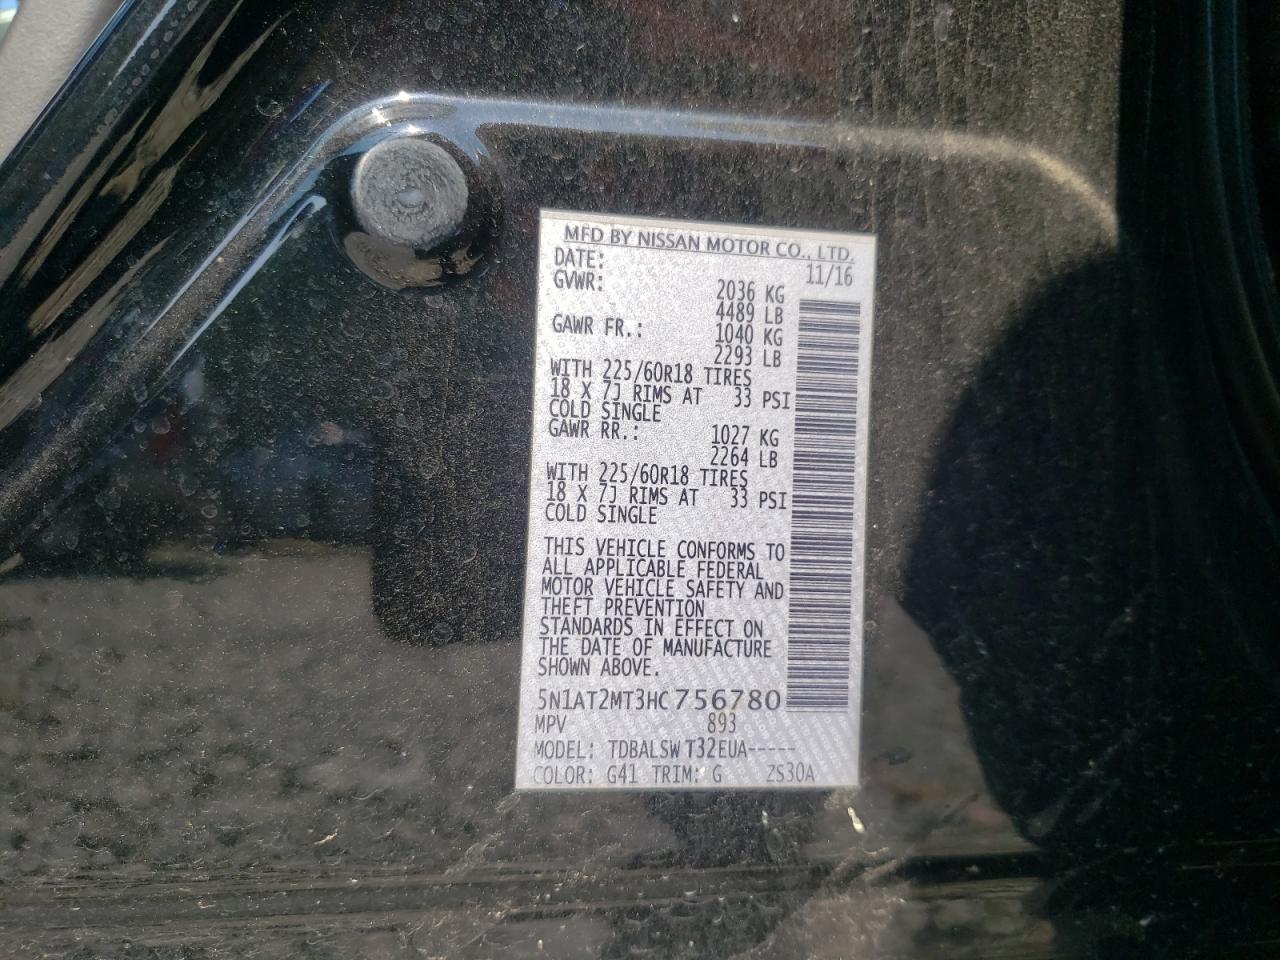 MFD BY NISSAN MOTOR CO., LTD.
DATE: 11/16
GVWR: 2036 KG
4489 LB
GAWR FR.: 1040 KG
2293 LB
WITH 225/60R18 TIRES
18 X 7J RIMS AT 33 PSI
COLD SINGLE
GAWR RR.: 1027 KG
2264 LB
WITH 225/60R18 TIRES
18 X 7J RIMS AT 33 PSI
COLD SINGLE
THIS VEHICLE CONFORMS TO
ALL APPLICABLE FEDERAL
MOTOR VEHICLE SAFETY AND
THEFT PREVENTION
STANDARDS IN EFFECT ON
THE DATE OF MANUFACTURE
SHOWN ABOVE.
5N1AT2MT3HC756780
MPV 893
MODEL: TDBALSW T32EUA-----
COLOR: G41 TRIM: G ZS30A